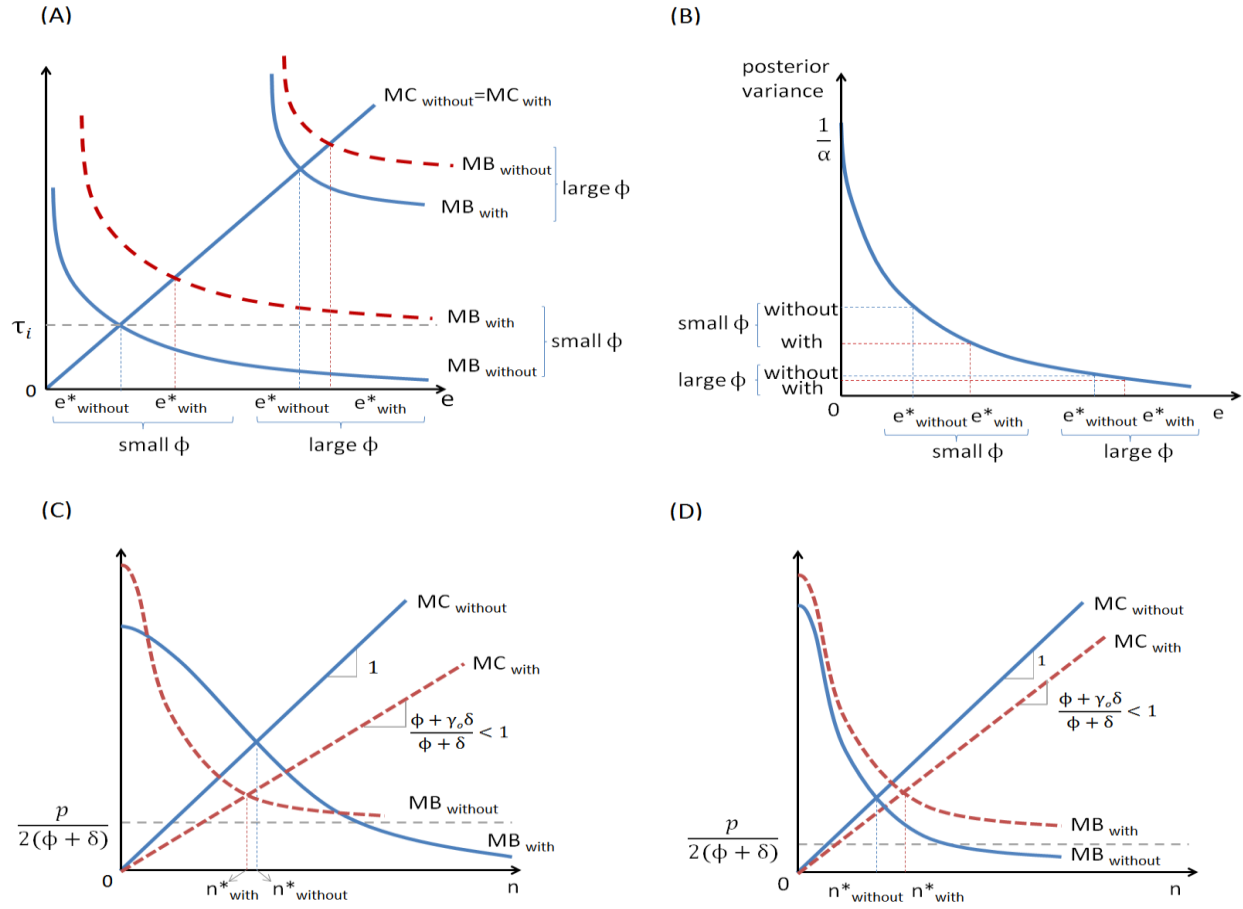 (A)
MC without=MC with
MB without
large ϕ
MB with
τi
MB with
small ϕ
MB without
0
e*without e*with e*without e*with e
small ϕ large ϕ
(B)
posterior
variance
1
α
without
small ϕ
with
large ϕ
without
with
0
e*without e*with e*without e*with e
small ϕ large ϕ
(C)
MC without
1
MC with
ϕ + γoδ
ϕ + δ
< 1
MB without
p
2(ϕ + δ)
MB with
0
n*with n*without n
(D)
MC without
1
MC with
ϕ + γoδ
ϕ + δ
< 1
MB with
p
2(ϕ + δ)
MB without
0
n*without n*with n